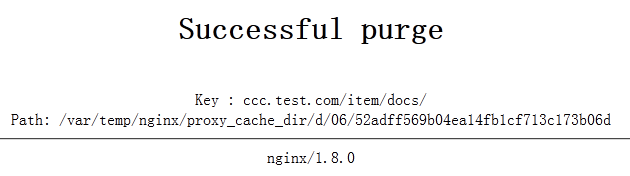 Successful purge
Key : ccc.test.com/item/docs/
Path: /var/temp/nginx/proxy_cache_dir/d/06/52adff569b04ea14fb1cf713c173b06d
nginx/1.8.0